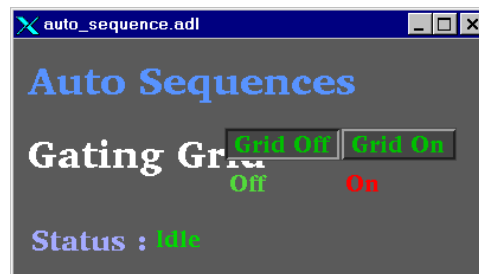 auto_sequence.adl
Auto Sequences
Gating Grid Grid Off Grid On
Off On
Status : Idle